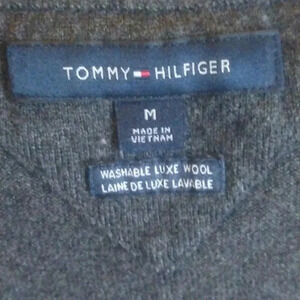 TOMMY HILFIGER
M
MADE IN
VIETNAM
WASHABLE LUXE WOOL
LAINE DE LUXE LAVABLE